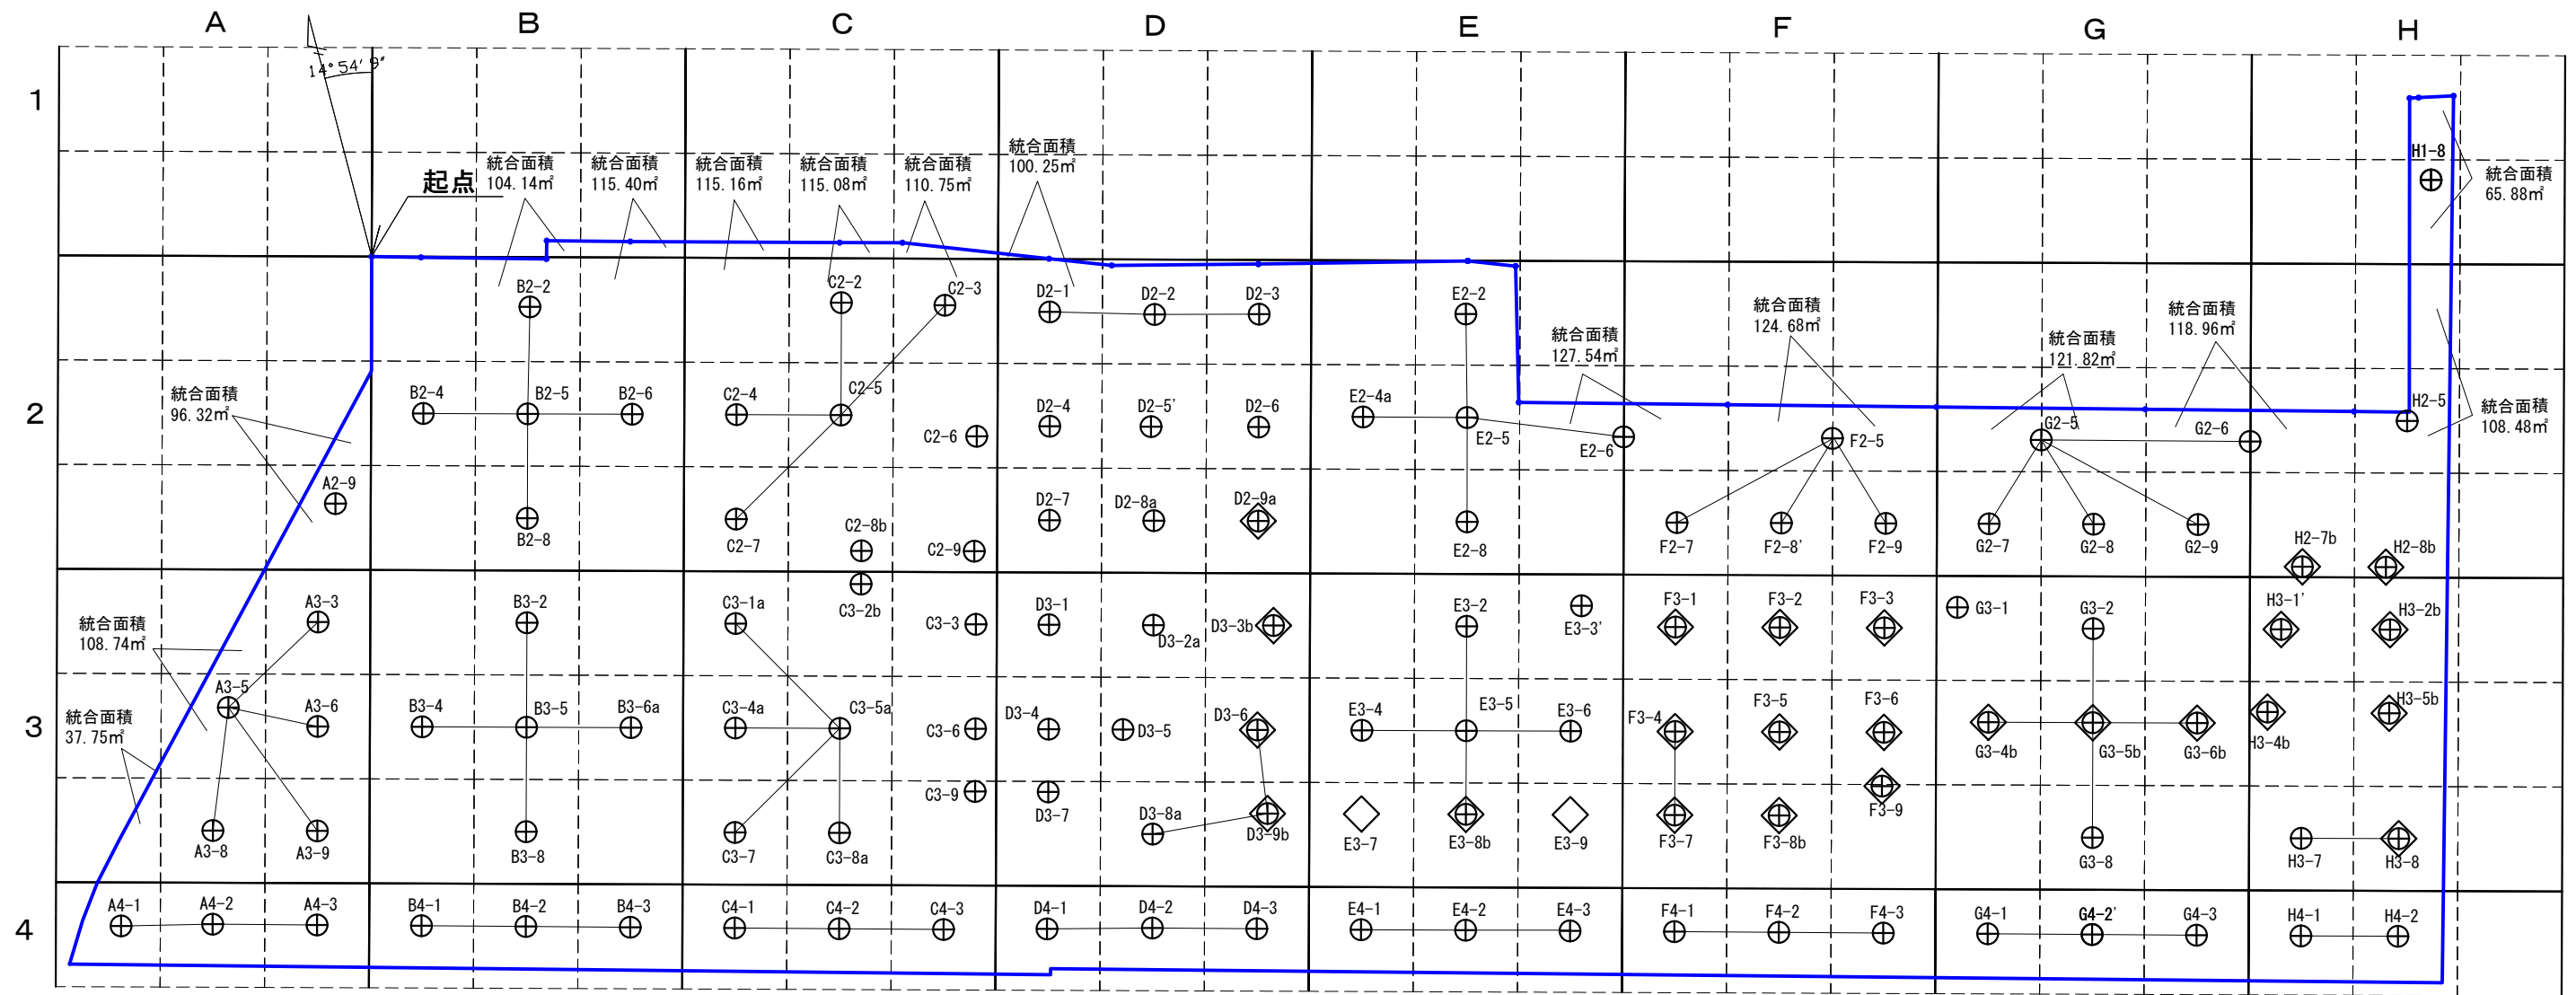 A B C D E F G H
14°54′9″
1
起点
統合面積
104.14㎡
統合面積
115.40㎡
統合面積
115.16㎡
統合面積
115.08㎡
統合面積
110.75㎡
統合面積
100.25㎡
H1-8
統合面積
65.88㎡
B2-2 C2-2 C2-3 D2-1 D2-2 D2-3 E2-2
統合面積
127.54㎡
統合面積
124.68㎡
統合面積
121.82㎡
統合面積
118.96㎡
2
統合面積
96.32㎡
B2-4 B2-5 B2-6 C2-4 C2-5 C2-6 D2-4 D2-5' D2-6 E2-4a E2-5 E2-6 F2-5 G2-5 G2-6 H2-5
統合面積
108.48㎡
A2-9 B2-8 C2-7 C2-8b C2-9 D2-7 D2-8a D2-9a E2-8 F2-7 F2-8' F2-9 G2-7 G2-8 G2-9 H2-7b H2-8b
統合面積
108.74㎡
A3-3 B3-2 C3-1a C3-2b C3-3 D3-1 D3-2a D3-3b E3-2 E3-3' F3-1 F3-2 F3-3 G3-1 G3-2 H3-1' H3-2b
3
統合面積
37.75㎡
A3-5 A3-6 B3-4 B3-5 B3-6a C3-4a C3-5a C3-6 D3-4 D3-5 D3-6 E3-4 E3-5 E3-6 F3-4 F3-5 F3-6 G3-4b G3-5b G3-6b H3-4b H3-5b
A3-8 A3-9 B3-8 C3-7 C3-8a C3-9 D3-7 D3-8a D3-9b E3-7 E3-8b E3-9 F3-7 F3-8b F3-9 G3-8 H3-7 H3-8
4
A4-1 A4-2 A4-3 B4-1 B4-2 B4-3 C4-1 C4-2 C4-3 D4-1 D4-2 D4-3 E4-1 E4-2 E4-3 F4-1 F4-2 F4-3 G4-1 G4-2' G4-3 H4-1 H4-2